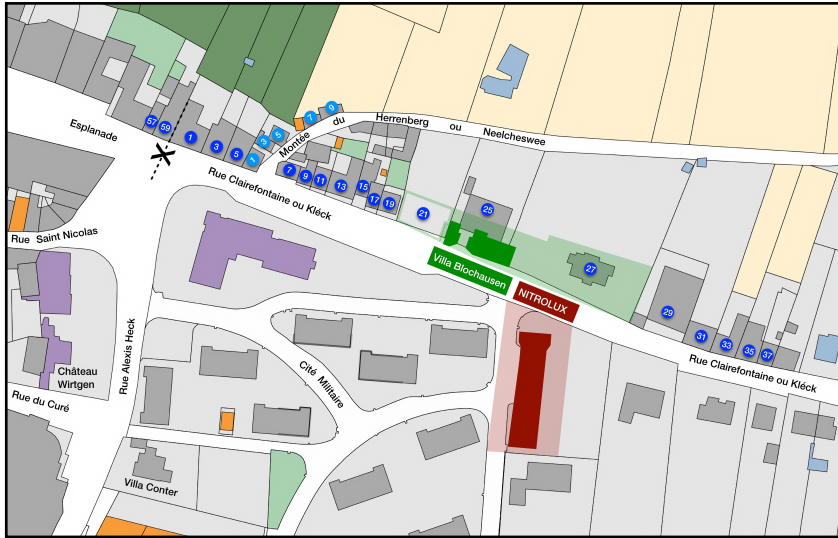 7
9
Herrenberg ou Neelcheswee
du
Montée
57
59
Esplanade
1
3
5
1
3
5
Rue Clairefontaine ou Kléck
7
9
11
13
15
17
19
21
25
27
Villa Blochausen
NITROLUX
29
31
33
35
37
Rue Clairefontaine ou Kléck
Rue Saint Nicolas
Rue Alexis Heck
Cité Militaire
Château
Wirtgen
Rue du Curé
Villa Conter